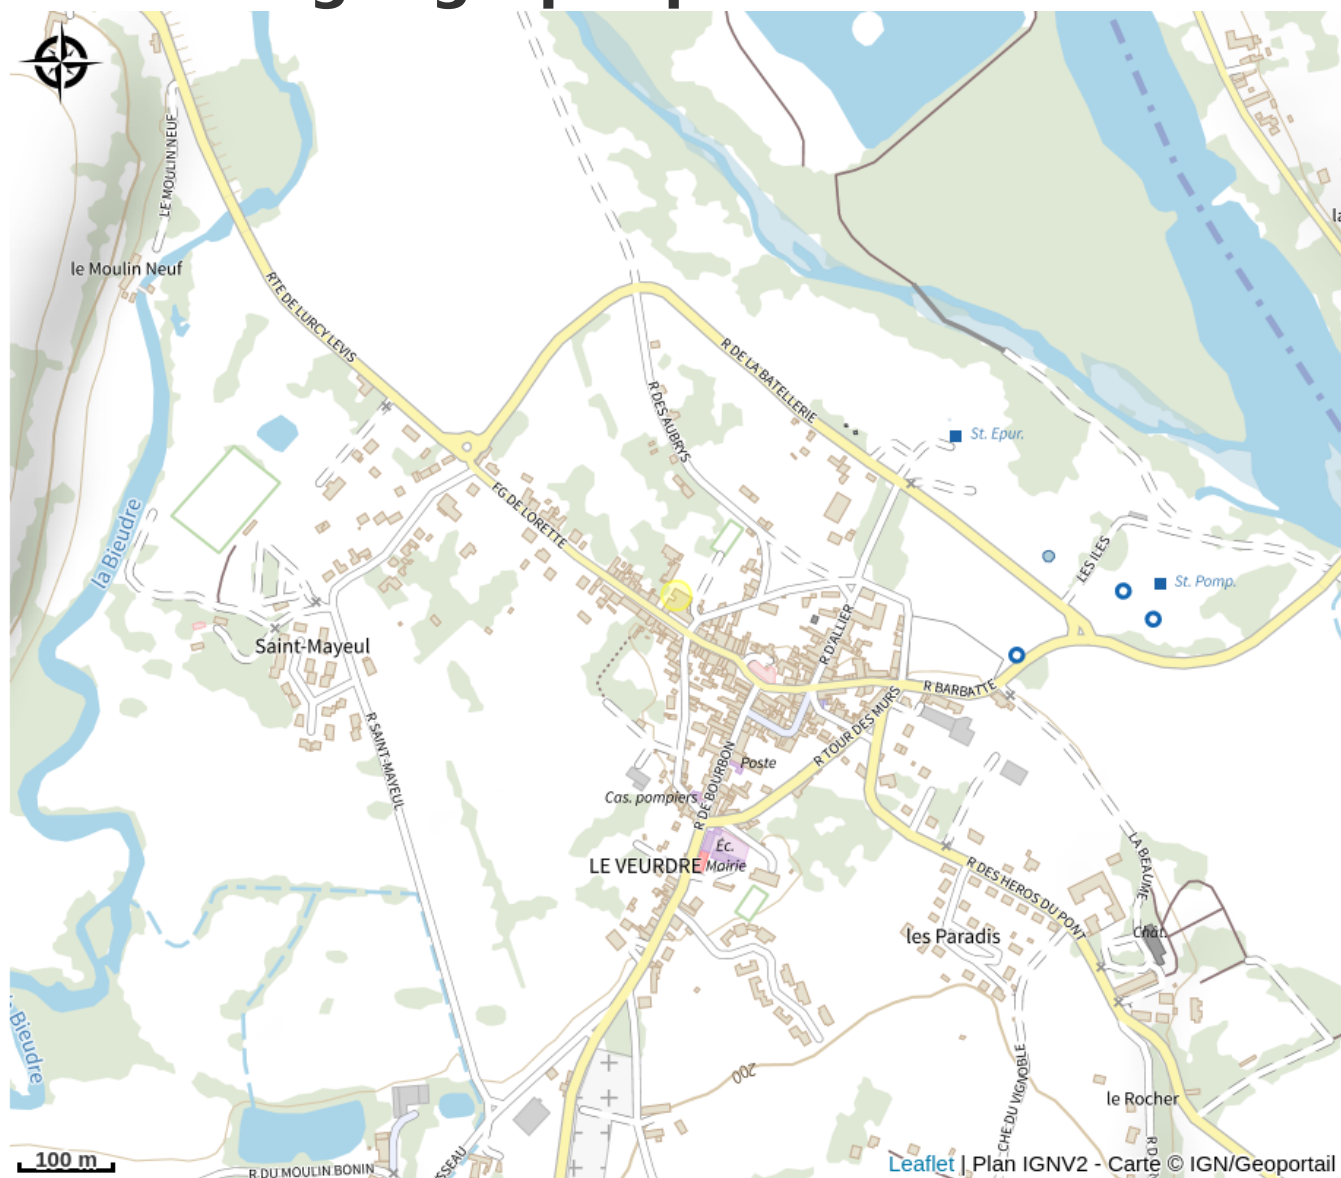 LE MOULIN NEUF
le Moulin Neuf
RTE DE LURCY LEVIS
R DE LA BATELLERIE
R DES AUBRYS
St. Epur.
FG DE LORETTE
la Bieudre
LES ILES
St. Pomp.
Saint-Mayeul
R D'ALLIER
R BARBATTE
R SAINT-MAYEUL
R TOUR DES MURS
R DE BOURBON
Poste
Cas. pompiers
Éc.
LE VEURDRE
Mairie
R DES HEROS DU PONT
LA BEAUME
les Paradis
Chât.
Bieudre
200
CHE DU VIGNOBLE
le Rocher
R DU MOULIN BONIN
100 m
Leaflet | Plan IGNV2 - Carte © IGN/Geoportail